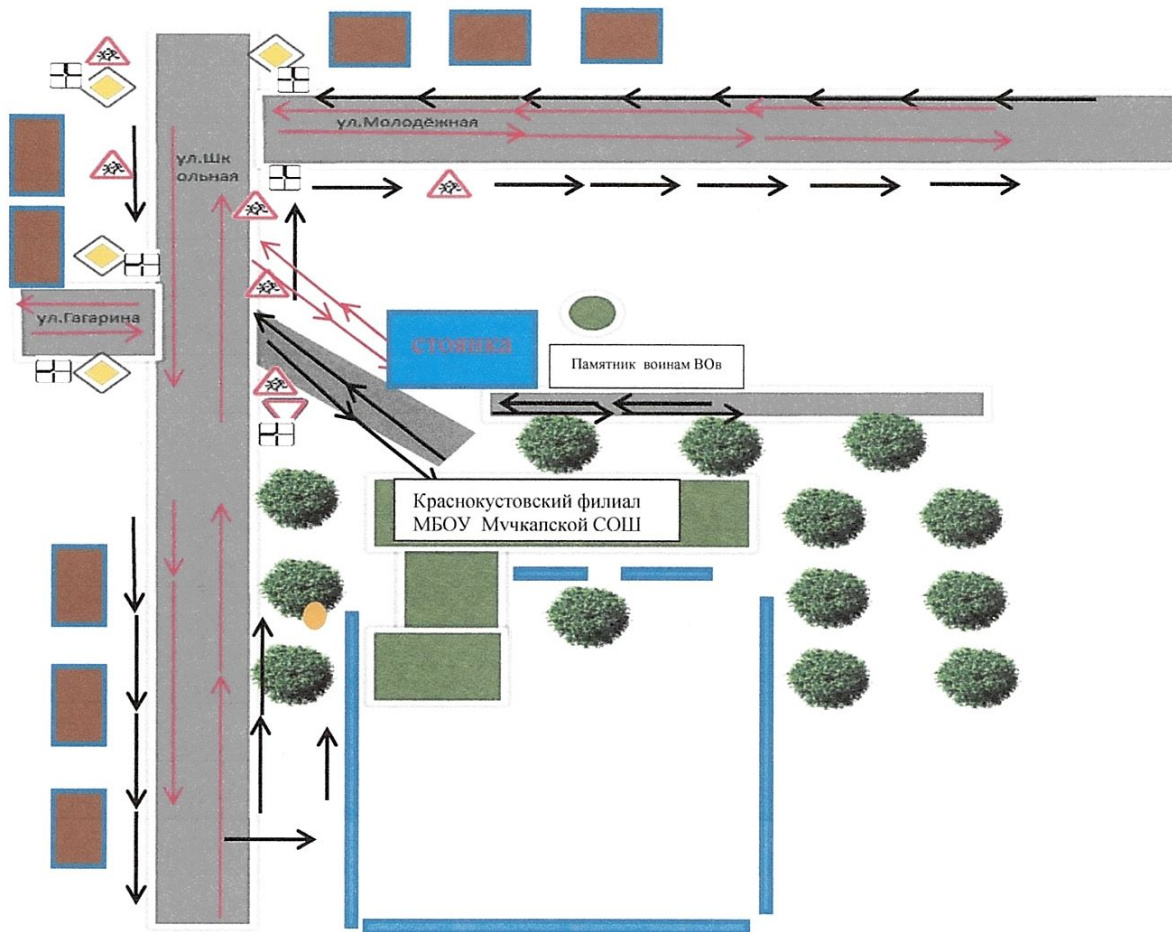 ул.Молодёжная
ул.Шк
ольная
ул.Гагарина
стоянка
Памятник воинам ВОв
Краснокустовский филиал
МБОУ Мучкапской СОШ